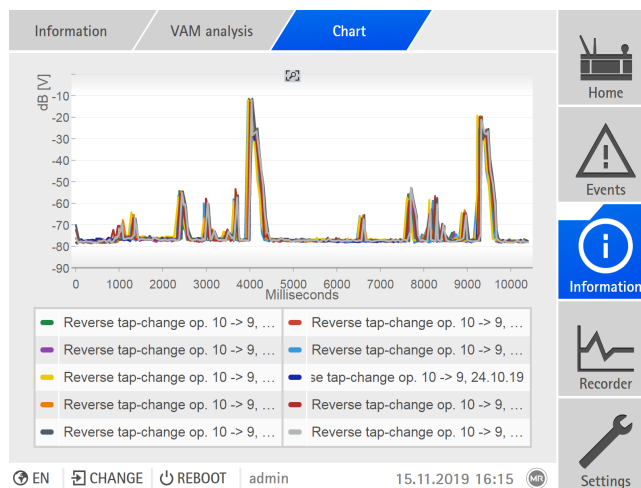 Information
VAM analysis
Chart
dB [V]
-10
-20
-30
-40
-50
-60
-70
-80
-90
0 1000 2000 3000 4000 5000 6000 7000 8000 9000 10000
Milliseconds
Reverse tap-change op. 10 -> 9, ...
Reverse tap-change op. 10 -> 9, ...
Reverse tap-change op. 10 -> 9, ...
Reverse tap-change op. 10 -> 9, ...
Reverse tap-change op. 10 -> 9, ...
se tap-change op. 10 -> 9, 24.10.19
Reverse tap-change op. 10 -> 9, ...
Reverse tap-change op. 10 -> 9, ...
Reverse tap-change op. 10 -> 9, ...
Reverse tap-change op. 10 -> 9, ...
EN CHANGE REBOOT admin 15.11.2019 16:15 MR
Home
Events
Information
Recorder
Settings